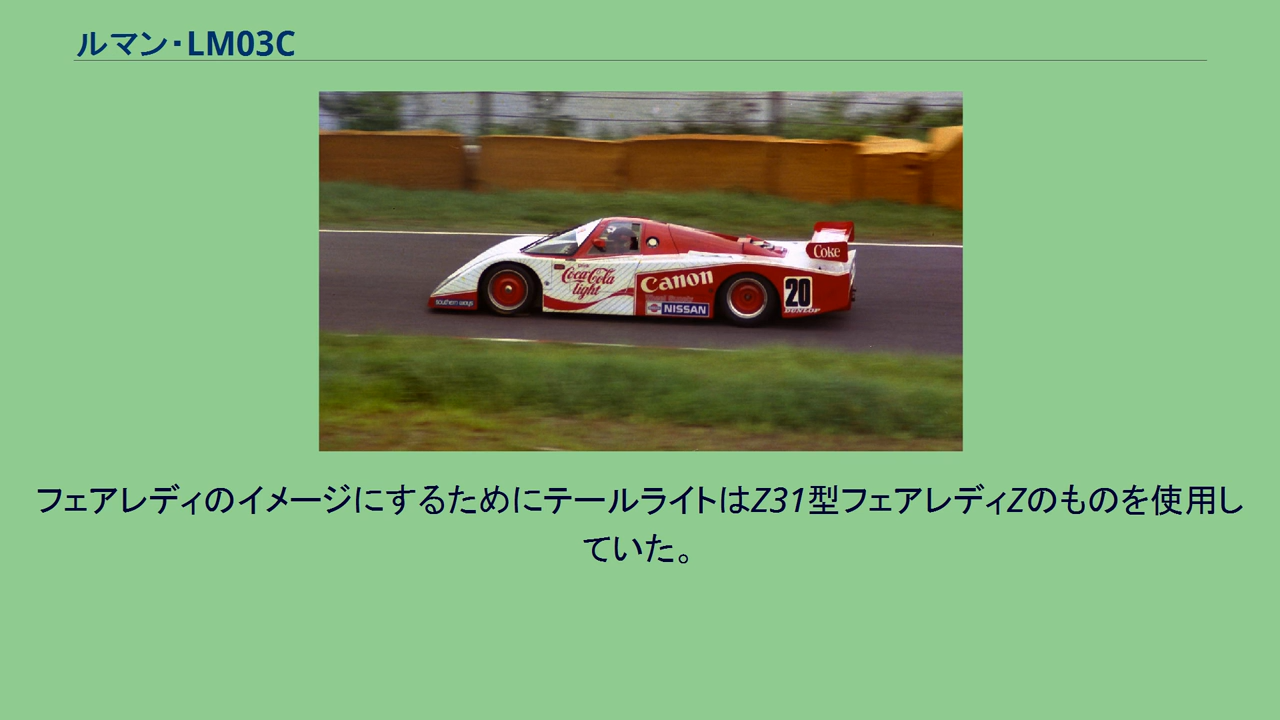 ルマン・LM03C
Coke
Coca-Cola
light
Canon
20
southern ways
NISSAN
DUNLOP
フェアレディのイメージにするためにテールライトはZ31型フェアレディZのものを使用し
ていた。